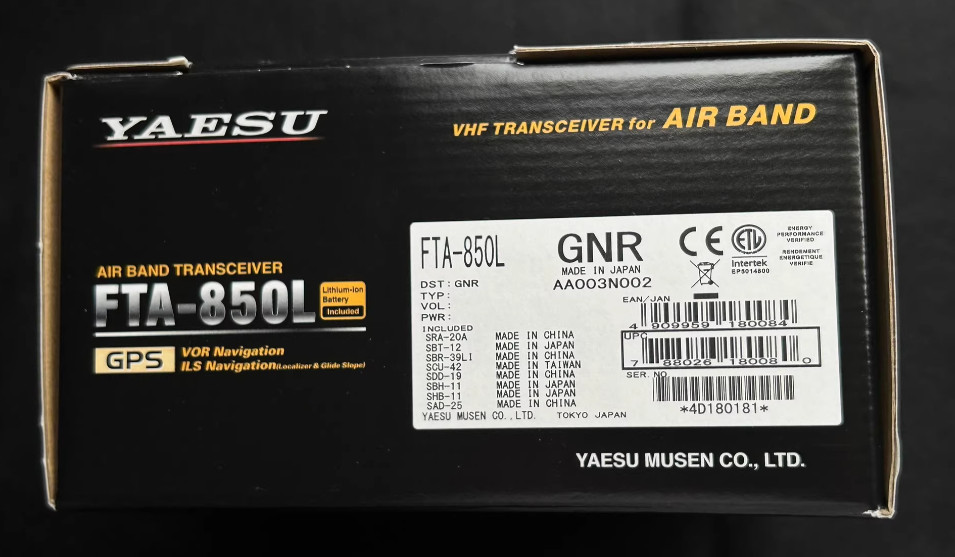 YAESU
VHF TRANSCEIVER for AIR BAND
AIR BAND TRANSCEIVER
FTA-850L
Lithium-ion
Battery
Included
GPS
VOR Navigation
ILS Navigation(Localizer & Glide Slope)
FTA-850L
GNR
MADE IN JAPAN
AA003N002
CE
ETL
Intertek
EPS014800
ENERGY
PERFORMANCE
VERIFIED
RENDEMENT
ENERGETIQUE
VERIFIE
DST: GNR
TYP:
VOL:
PWR:
INCLUDED
SRA-20A MADE IN CHINA
SBT-12 MADE IN JAPAN
SBR-39LI MADE IN CHINA
SCU-42 MADE IN TAIWAN
SDD-19 MADE IN CHINA
SBH-11 MADE IN JAPAN
SHB-11 MADE IN JAPAN
SAD-25 MADE IN CHINA
YAESU MUSEN CO.,LTD. TOKYO JAPAN
EAN/JAN
4 909959 180084
UPC
7 88026 18008 0
SER. NO.
*4D180181*
YAESU MUSEN CO., LTD.